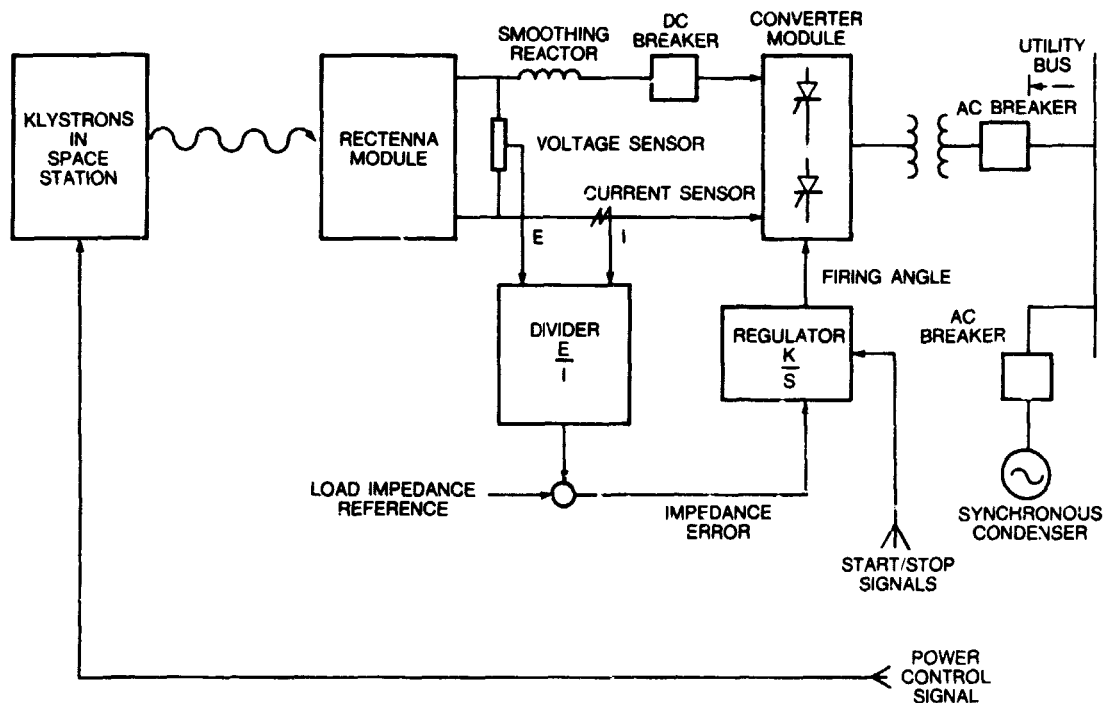 KLYSTRONS
IN
SPACE
STATION
RECTENNA
MODULE
SMOOTHING
REACTOR
DC
BREAKER
CONVERTER
MODULE
UTILITY
BUS
AC BREAKER
VOLTAGE SENSOR
CURRENT SENSOR
E
I
DIVIDER
E
I
FIRING ANGLE
REGULATOR
K
S
AC
BREAKER
LOAD IMPEDANCE
REFERENCE
IMPEDANCE
ERROR
START/STOP
SIGNALS
SYNCHRONOUS
CONDENSER
POWER
CONTROL
SIGNAL